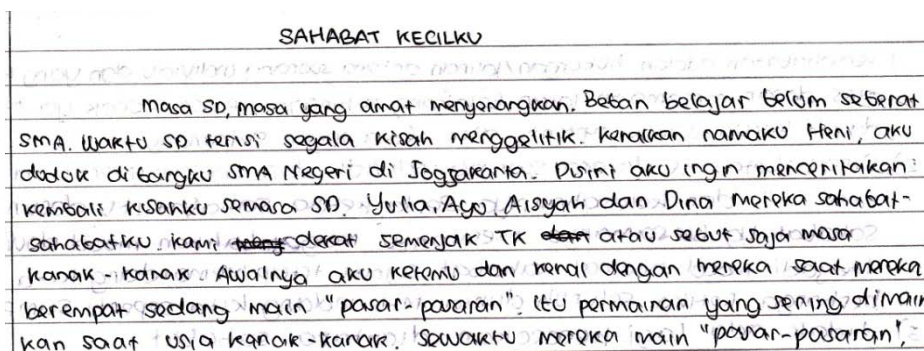 SAHABAT KECILKU
Masa SD, masa yang amat menyenangkan. Beban belajar belum seberat
SMA. Waktu SD terisi segala kisah menggelitik. Kenalkan namaku Heni, aku
duduk di bangku SMA Negeri di Jogjakarta. Disini aku ingin menceritakan
kembali kisahku semasa SD. Yulia, Ayu, Aisyah dan Dina mereka sahabat-
sahabatku. Kami dekat semenjak TK atau sebut saja masa
kanak-kanak. Awalnya aku ketemu dan kenal dengan mereka saat mereka
berempat sedang main "pasar-pasaran". Itu permainan yang sering dimain
kan saat usia kanak-kanak. Sewaktu mereka main "pasar-pasaran",